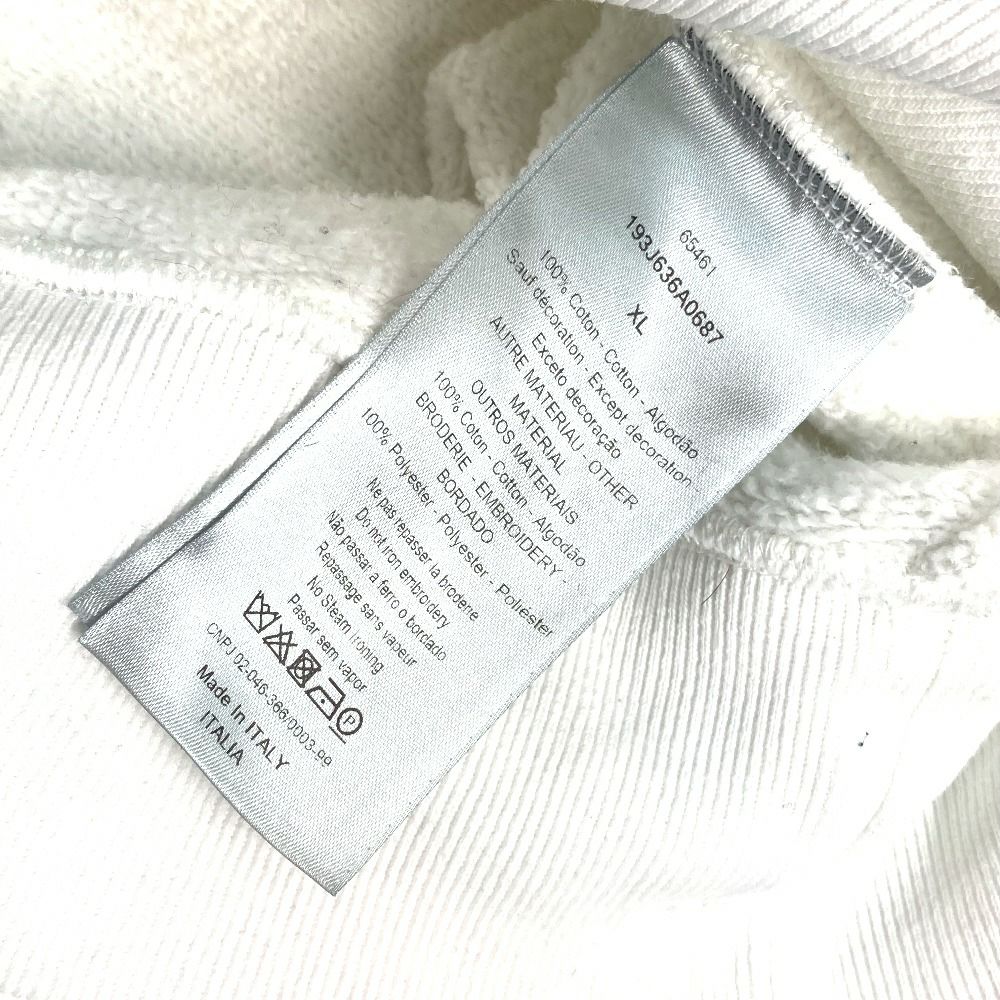 65461
193J636A0687
XL
100% Coton - Cotton - Algodão
Sauf décoration - Except decoration
Exceto decoração
AUTRE MATERIAU - OTHER
MATERIAL
OUTROS MATERIAIS
100% Coton - Cotton - Algodão
BRODERIE - EMBROIDERY -
BORDADO
100% Polyester - Polyester - Poliéster
Ne pas repasser la broderie
Do not iron embroidery
Não passar a ferro o bordado
Repassage sans vapeur
No Steam Ironing
Passar sem vapor
P
CNPJ 02-046-366/0003-99
Made In ITALY
ITALIA